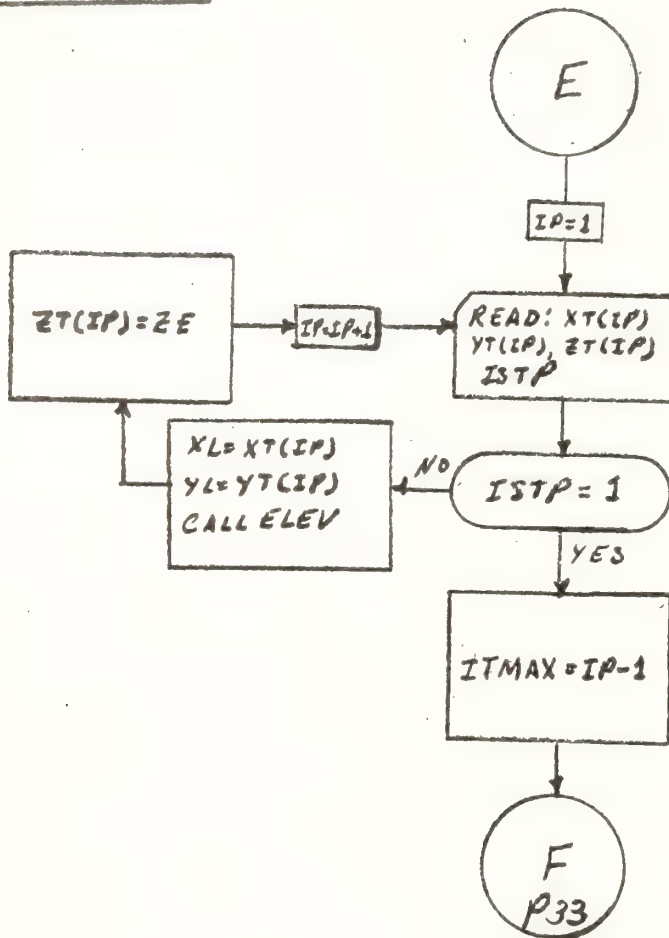 E
IP=1
READ: XT(IP)
YT(IP), ZT(IP)
ISTP
ISTP = 1
NO
XL= XT(IP)
YL= YT(IP)
CALL ELEV
ZT(IP)=ZE
IP=IP+1
YES
ITMAX=IP-1
F
P33